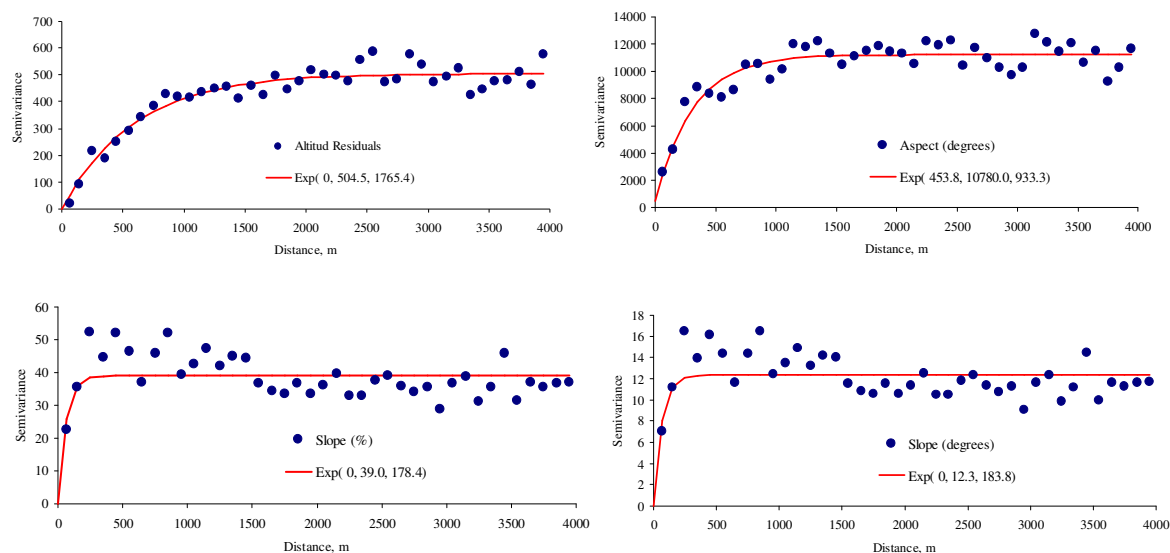 700
600
500
400
300
200
100
0
Semivariance
Altitud Residuals
Exp( 0, 504.5, 1765.4)
0 500 1000 1500 2000 2500 3000 3500 4000
Distance, m
14000
12000
10000
8000
6000
4000
2000
0
Semivariance
Aspect (degrees)
Exp( 453.8, 10780.0, 933.3)
0 500 1000 1500 2000 2500 3000 3500 4000
Distance, m
60
50
40
30
20
10
0
Semivariance
Slope (%)
Exp( 0, 39.0, 178.4)
0 500 1000 1500 2000 2500 3000 3500 4000
Distance, m
18
16
14
12
10
8
6
4
2
0
Semivariance
Slope (degrees)
Exp( 0, 12.3, 183.8)
0 500 1000 1500 2000 2500 3000 3500 4000
Distance, m